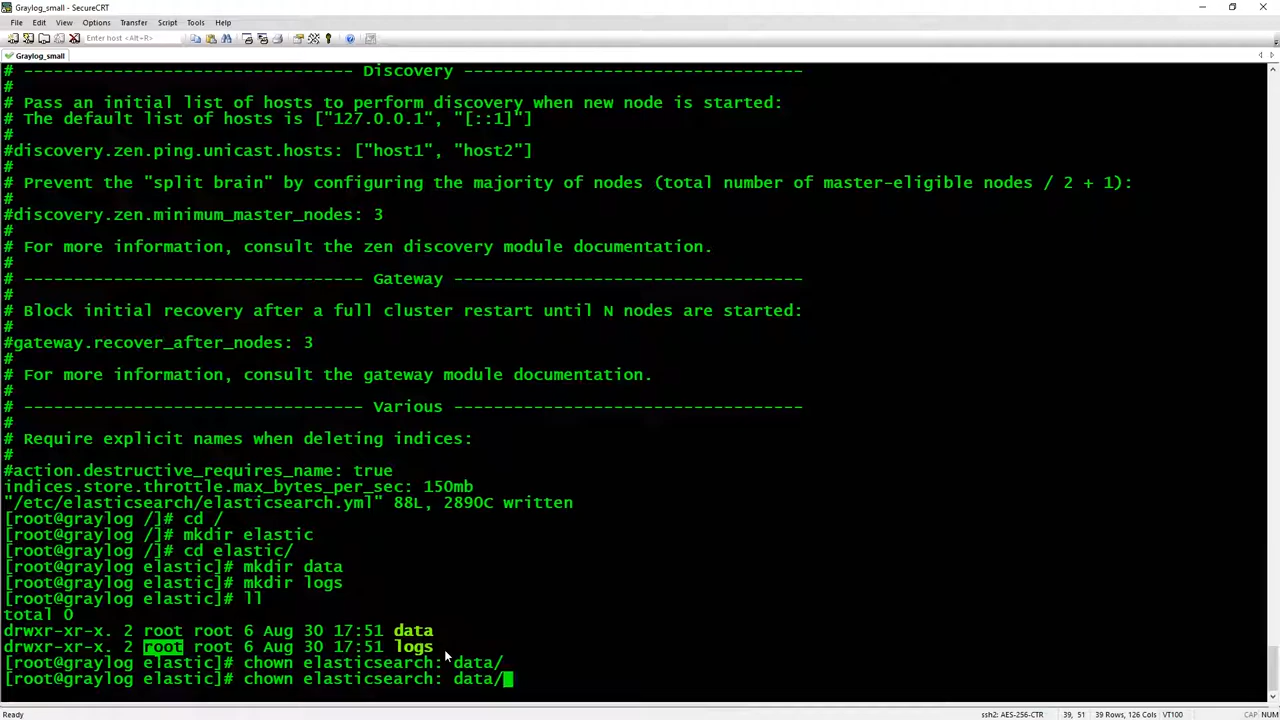 Graylog_small - SecureCRT
File Edit View Options Transfer Script Tools Help
Enter host <Alt+R>
Graylog_small
# --------------------------------- Discovery ----------------------------------
#
# Pass an initial list of hosts to perform discovery when new node is started:
# The default list of hosts is ["127.0.0.1", "[::1]"]
#
#discovery.zen.ping.unicast.hosts: ["host1", "host2"]
#
# Prevent the "split brain" by configuring the majority of nodes (total number of master-eligible nodes / 2 + 1):
#
#discovery.zen.minimum_master_nodes: 3
#
# For more information, consult the zen discovery module documentation.
#
# ---------------------------------- Gateway -----------------------------------
#
# Block initial recovery after a full cluster restart until N nodes are started:
#
#gateway.recover_after_nodes: 3
#
# For more information, consult the gateway module documentation.
#
# ---------------------------------- Various -----------------------------------
#
# Require explicit names when deleting indices:
#
#action.destructive_requires_name: true
indices.store.throttle.max_bytes_per_sec: 150mb
"/etc/elasticsearch/elasticsearch.yml" 88L, 2890C written
[root@graylog /]# cd /
[root@graylog /]# mkdir elastic
[root@graylog /]# cd elastic/
[root@graylog elastic]# mkdir data
[root@graylog elastic]# mkdir logs
[root@graylog elastic]# ll
total 0
drwxr-xr-x. 2 root root 6 Aug 30 17:51 data
drwxr-xr-x. 2 root root 6 Aug 30 17:51 logs
[root@graylog elastic]# chown elasticsearch: data/
[root@graylog elastic]# chown elasticsearch: data/
Ready ssh2: AES-256-CTR 39, 51 39 Rows, 126 Cols VT100 CAP NUM